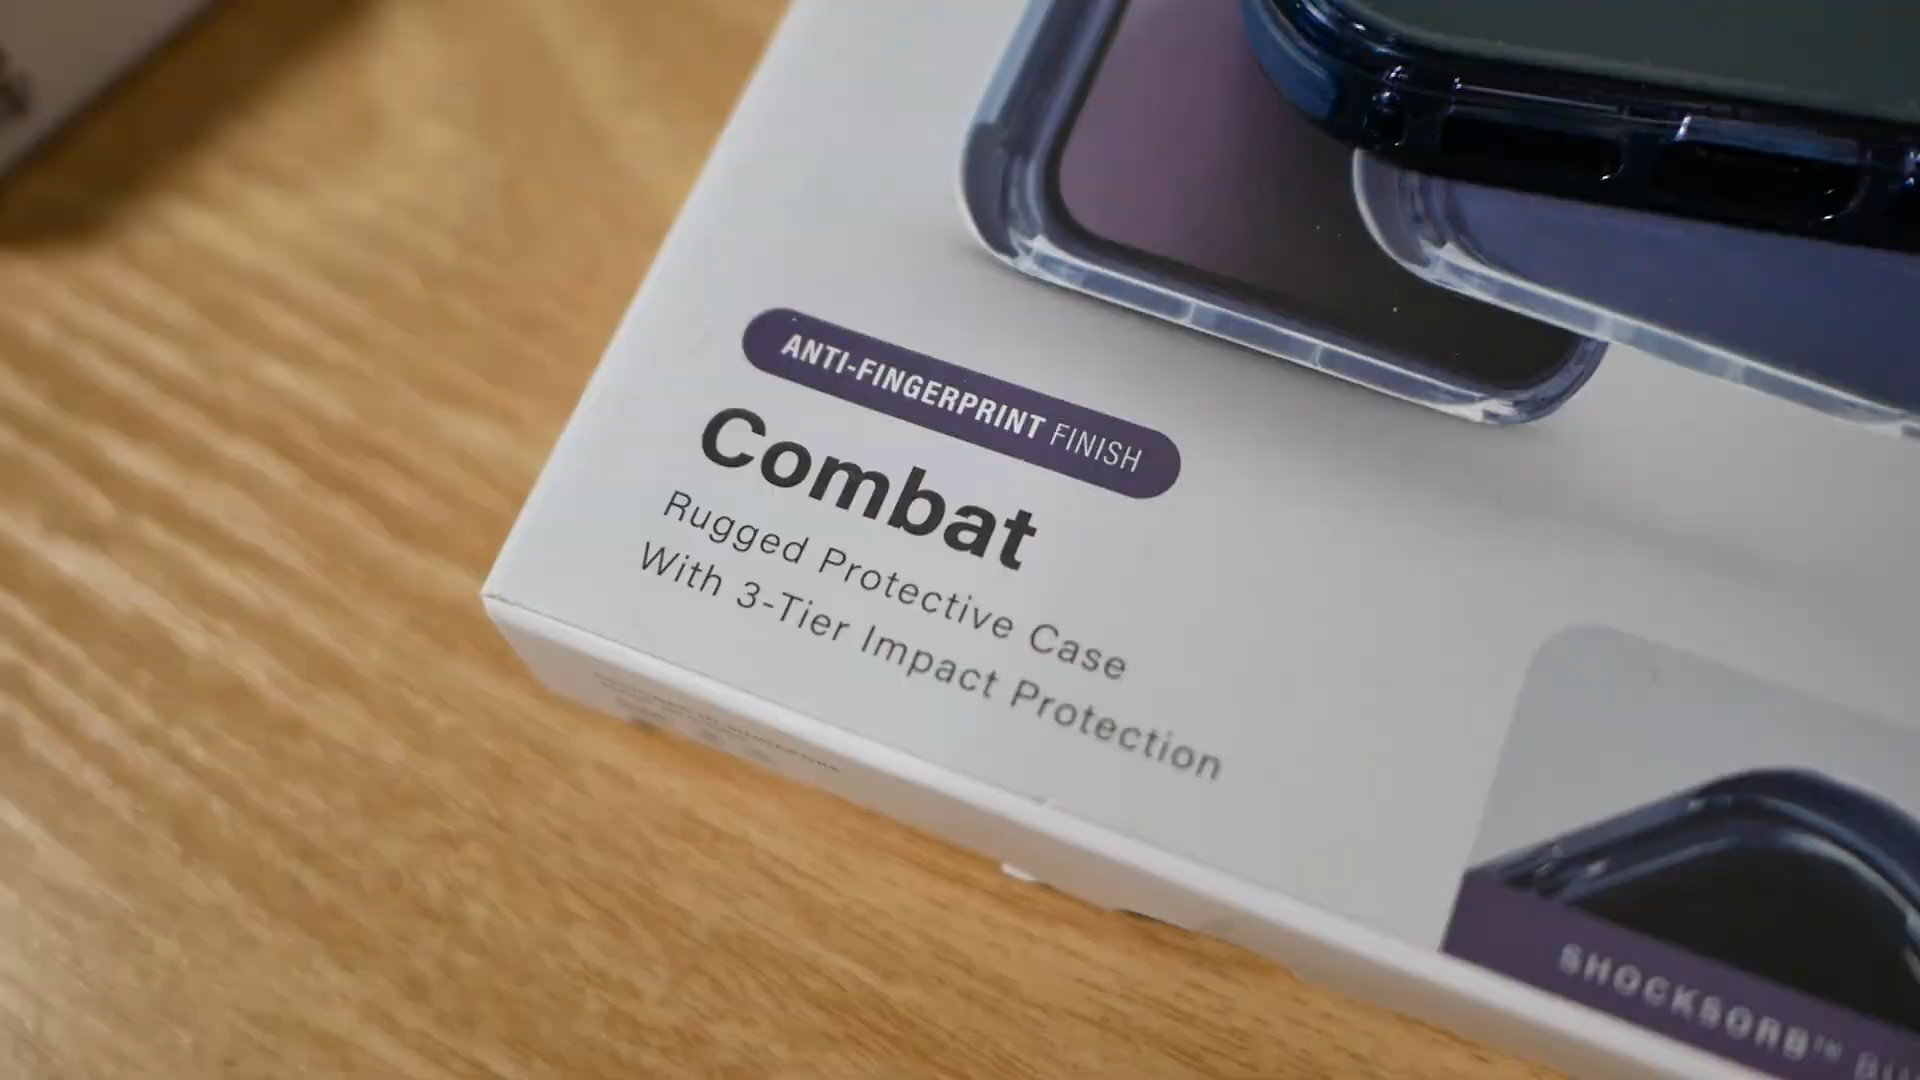 ANTI-FINGERPRINT FINISH
Combat
Rugged Protective Case
With 3-Tier Impact Protection
SHOCKSORB™